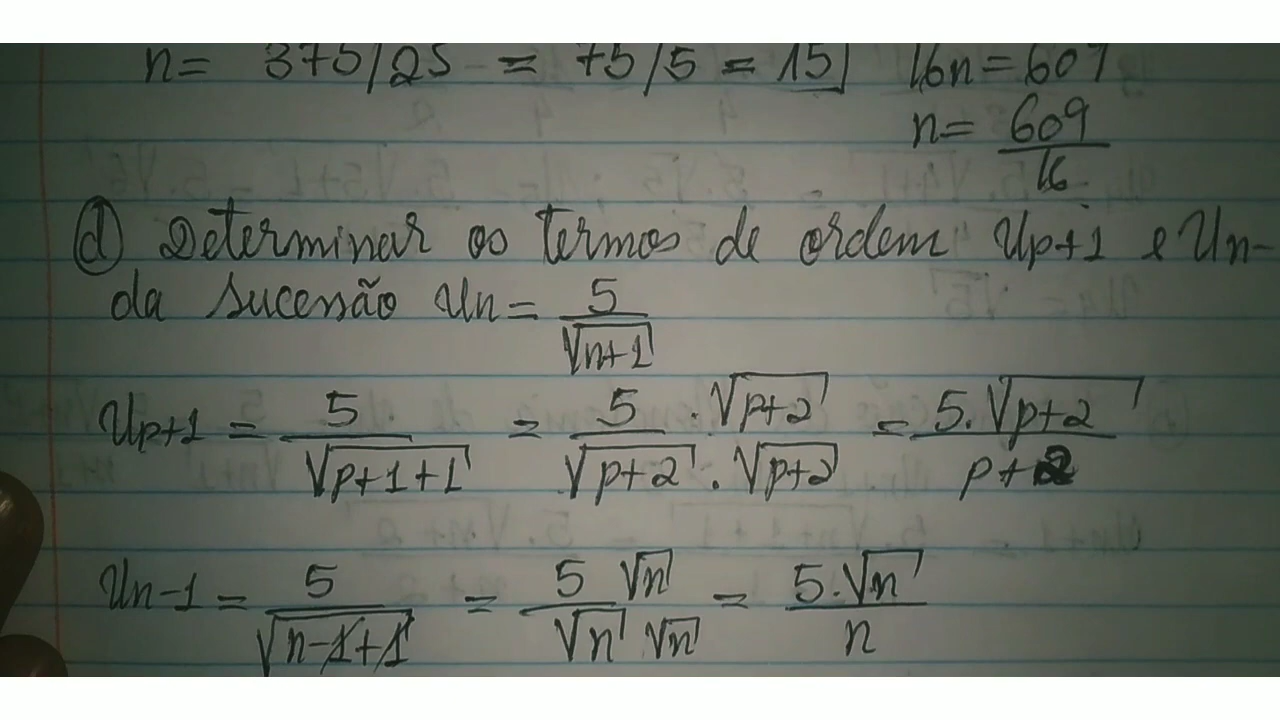 n = 375/25 = 75/5 = 15 16n = 609
n = 609/16
d) Determinar os termos de ordem Up+1 e Un-
da sucessão Un = 5/√n+1
Up+1 = 5/√p+1+1 = 5/√p+2 · √p+2/√p+2 = 5·√p+2/p+2
Un-1 = 5/√n-1+1 = 5 √n/√n √n = 5·√n/n